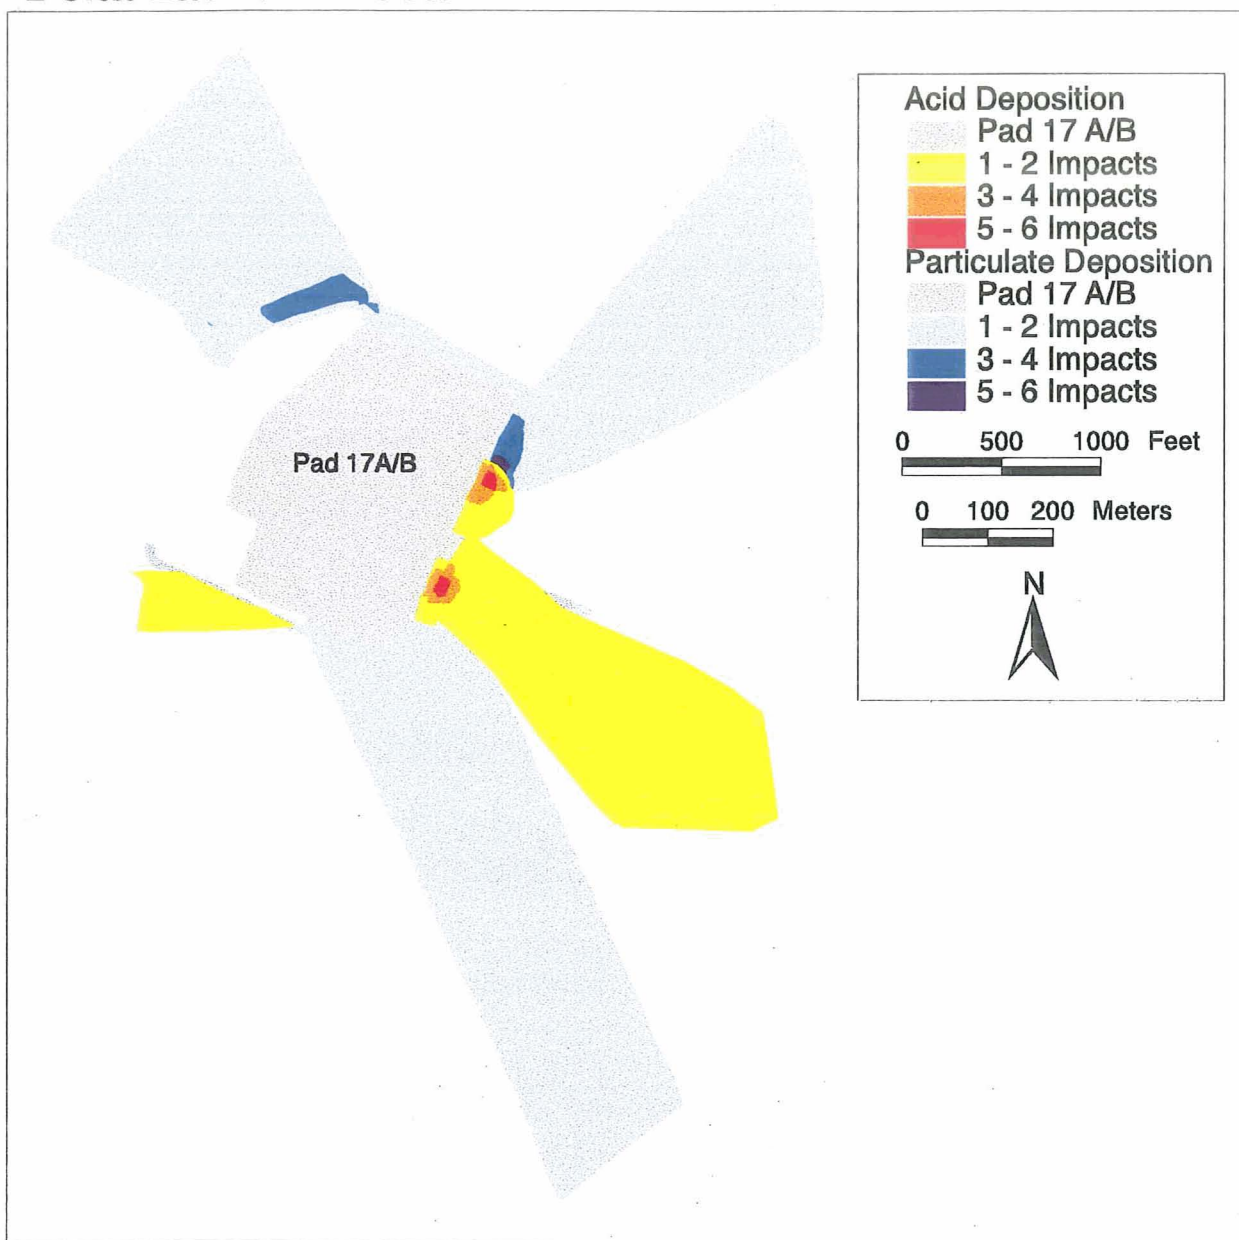 Pad 17A/B
Acid Deposition
Pad 17 A/B
1 - 2 Impacts
3 - 4 Impacts
5 - 6 Impacts
Particulate Deposition
Pad 17 A/B
1 - 2 Impacts
3 - 4 Impacts
5 - 6 Impacts
0 500 1000 Feet
0 100 200 Meters
N